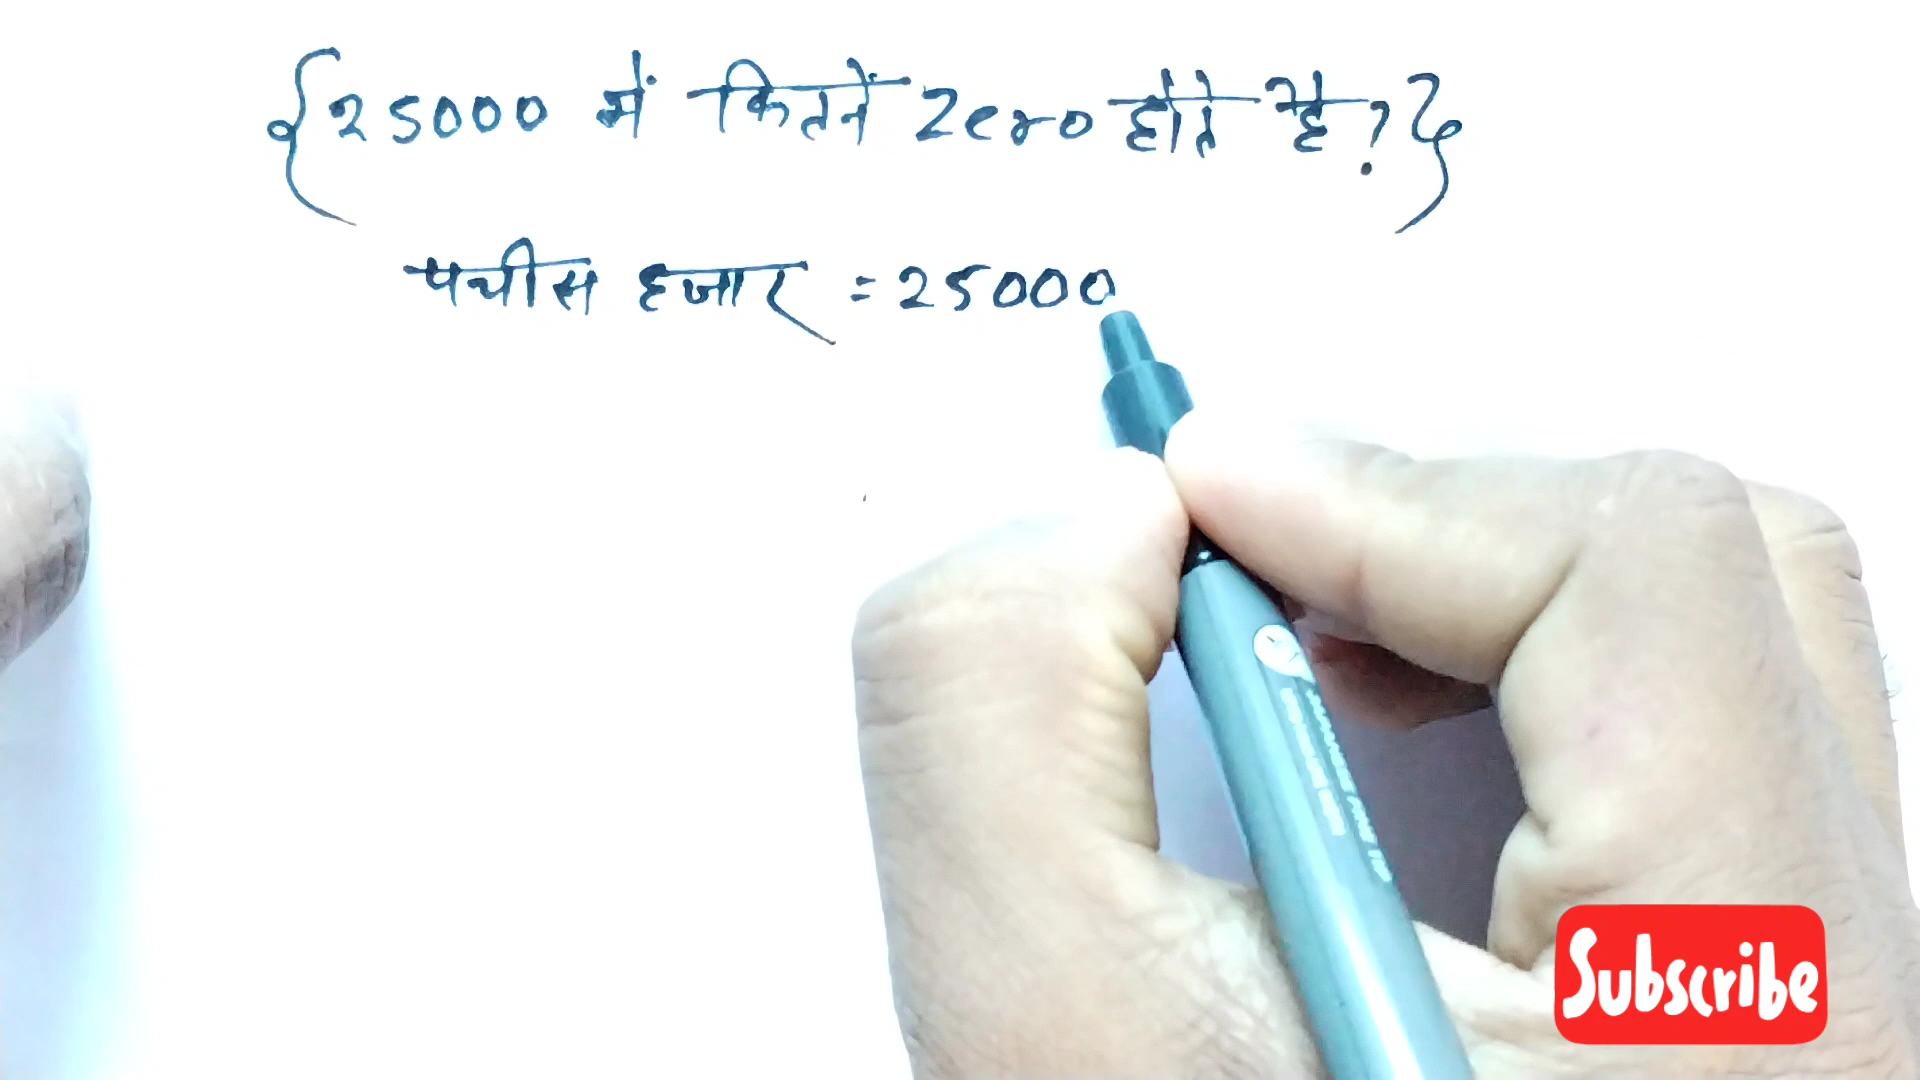 {25000 में कितने Zero होते है?}
पचीस हजार = 25000
Subscribe